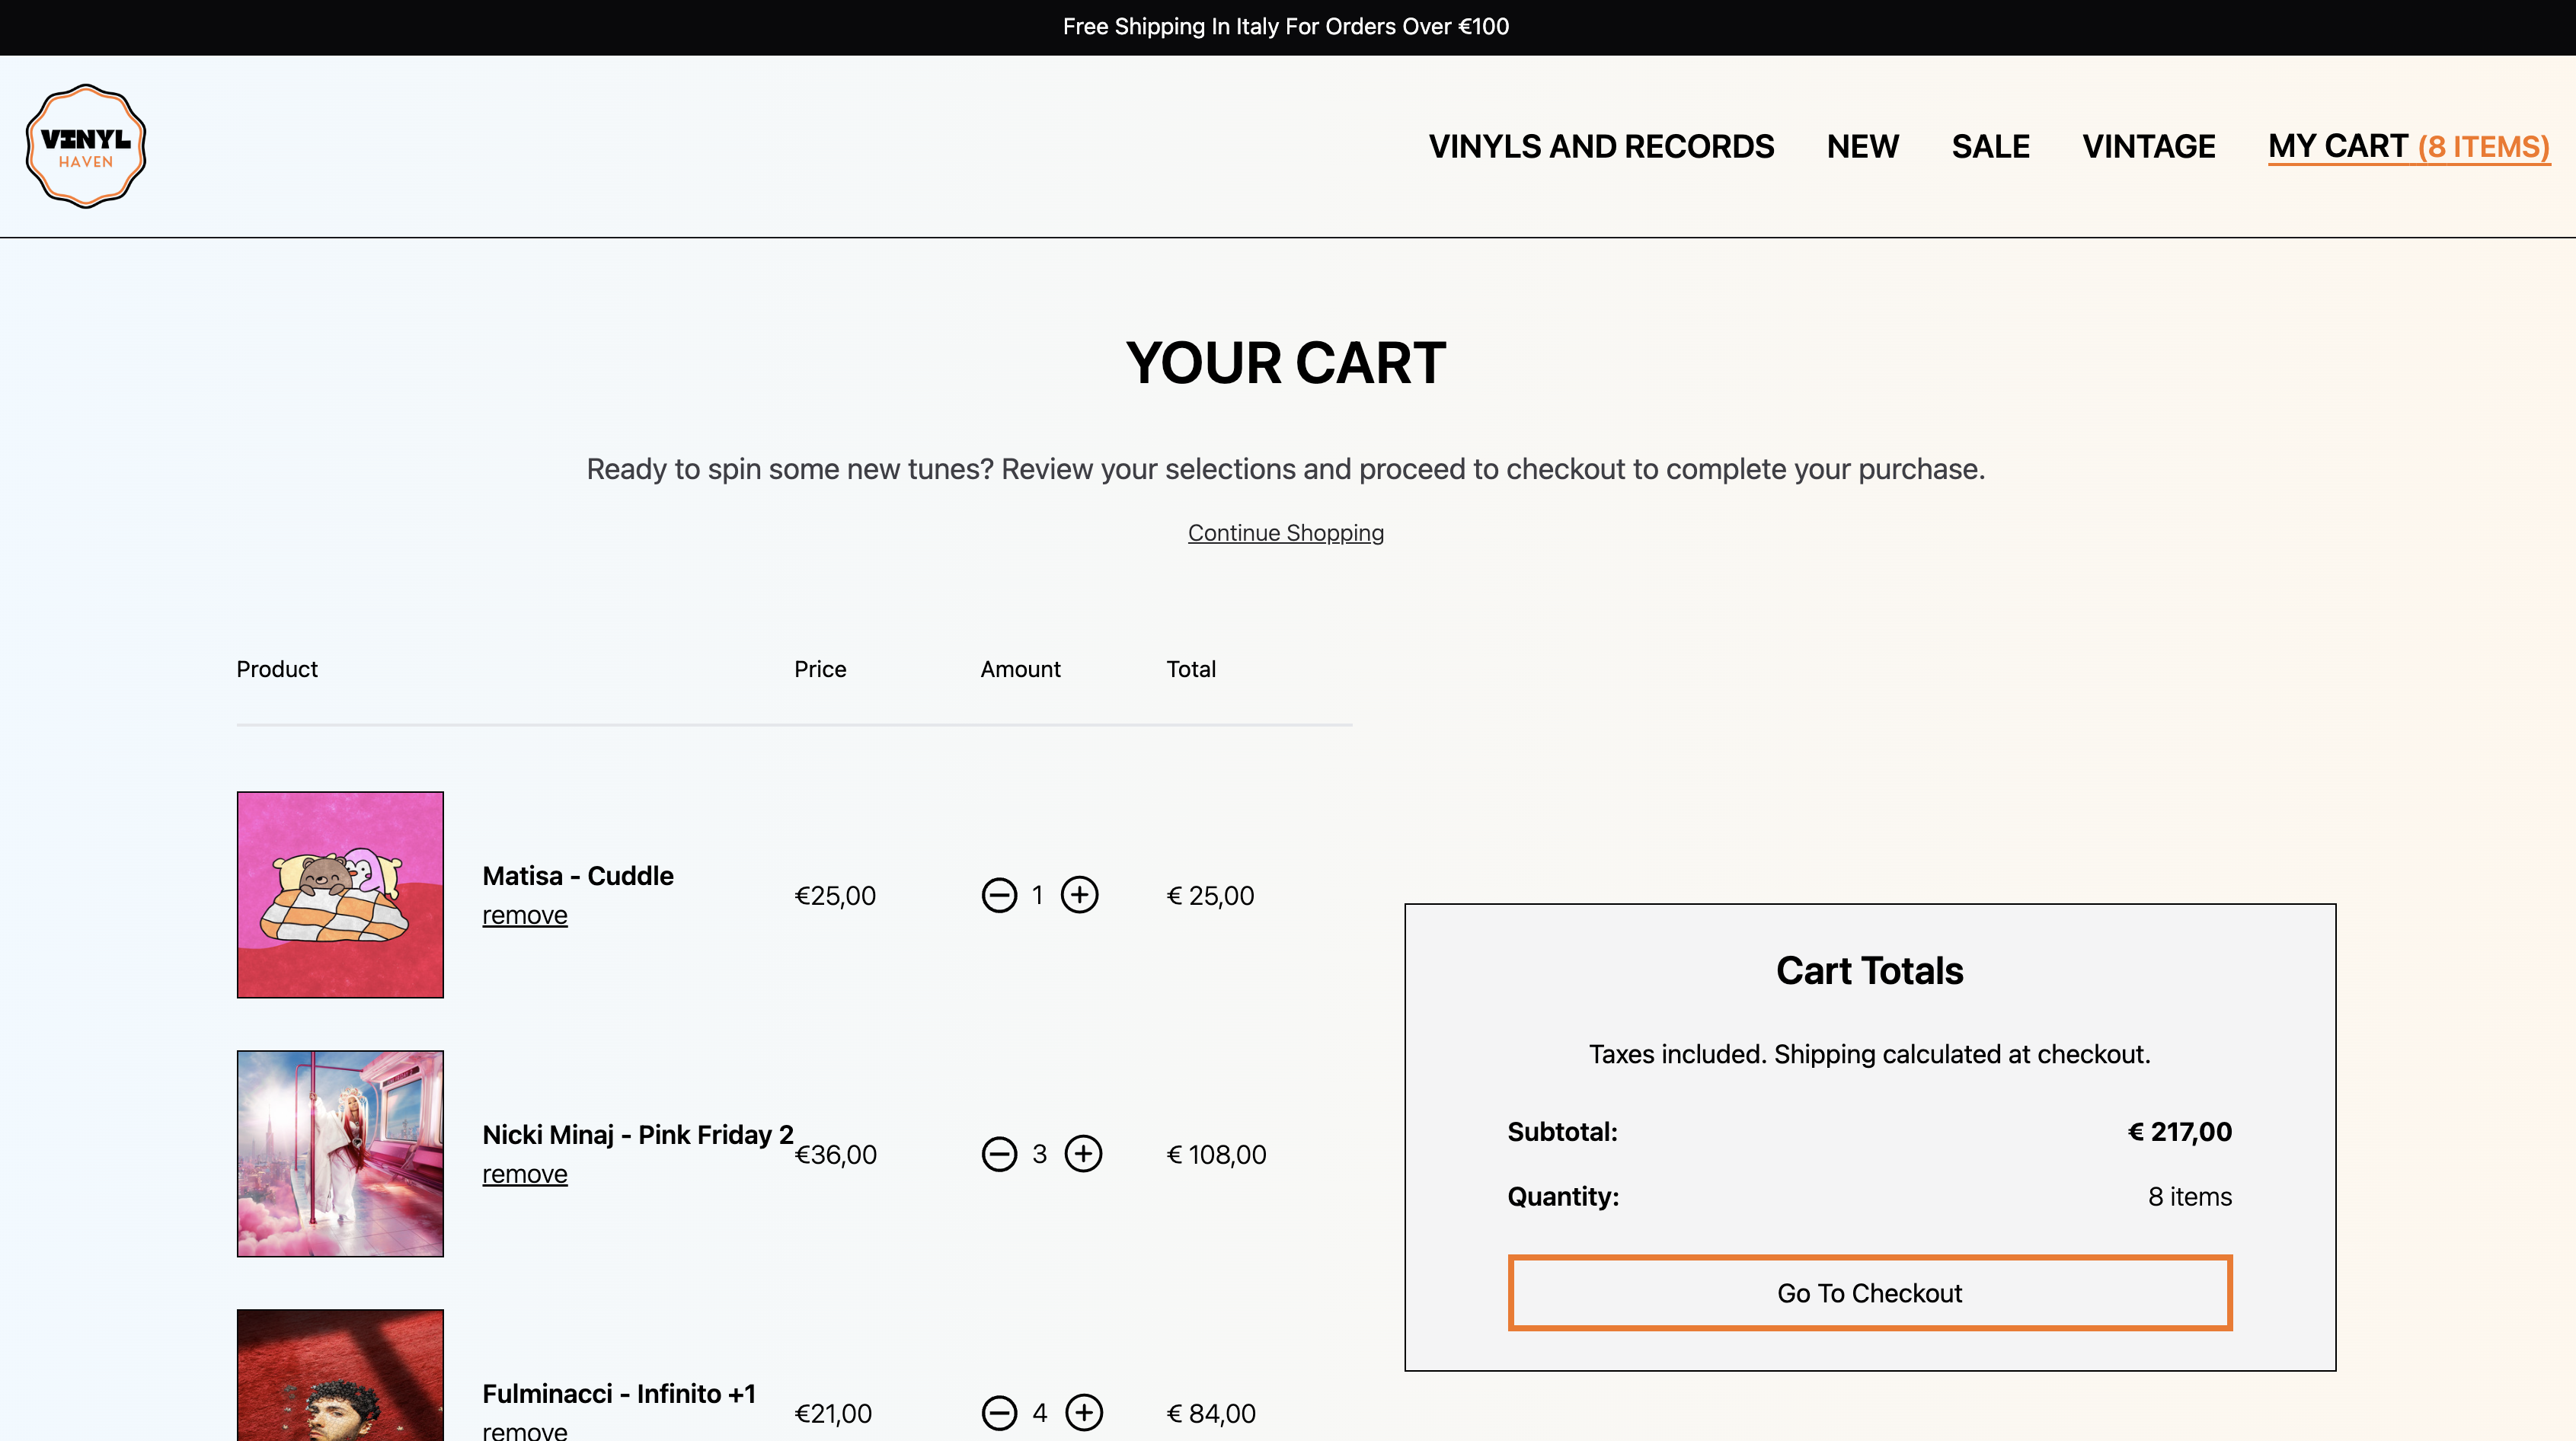 Free Shipping In Italy For Orders Over €100
VINYL
HAVEN
VINYLS AND RECORDS NEW SALE VINTAGE MY CART (8 ITEMS)
YOUR CART
Ready to spin some new tunes? Review your selections and proceed to checkout to complete your purchase.
Continue Shopping
Product Price Amount Total
Matisa - Cuddle
remove
€25,00 1 € 25,00
Nicki Minaj - Pink Friday 2
remove
€36,00 3 € 108,00
Fulminacci - Infinito +1
remove
€21,00 4 € 84,00
Cart Totals
Taxes included. Shipping calculated at checkout.
Subtotal: € 217,00
Quantity: 8 items
Go To Checkout